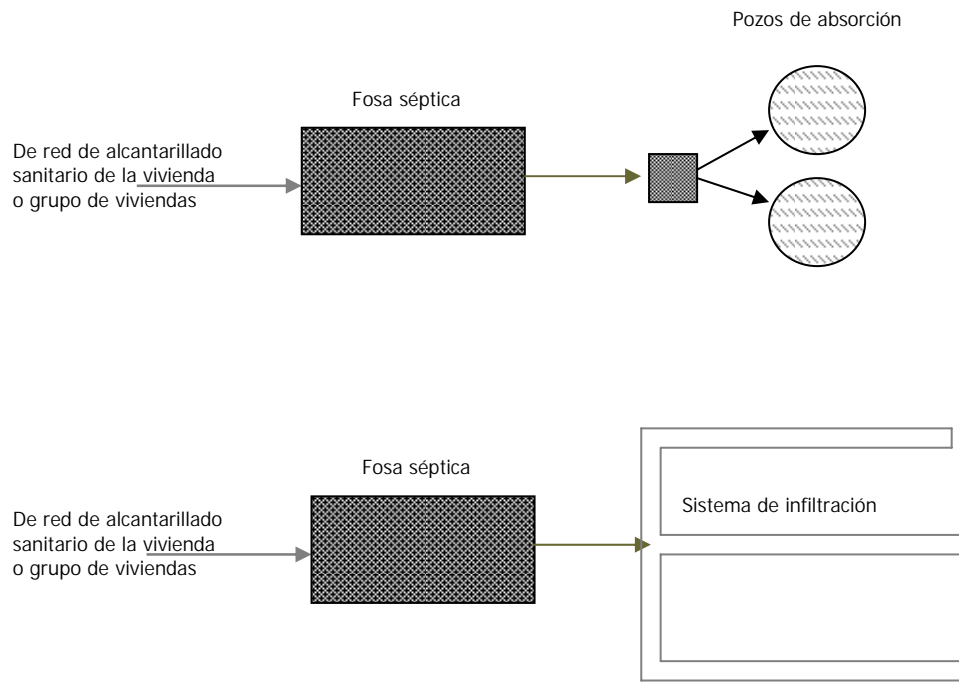 Pozos de absorción
Fosa séptica
De red de alcantarillado
sanitario de la vivienda
o grupo de viviendas
Fosa séptica
Sistema de infiltración
De red de alcantarillado
sanitario de la vivienda
o grupo de viviendas